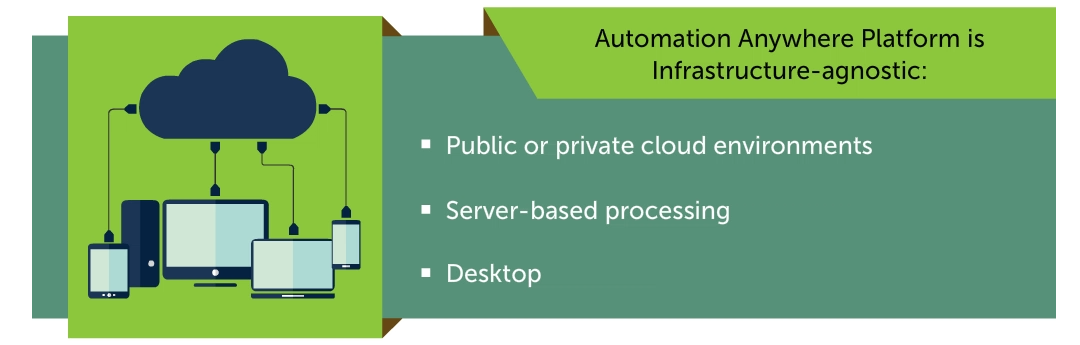 Automation Anywhere Platform is
Infrastructure-agnostic:
▪ Public or private cloud environments
▪ Server-based processing
▪ Desktop